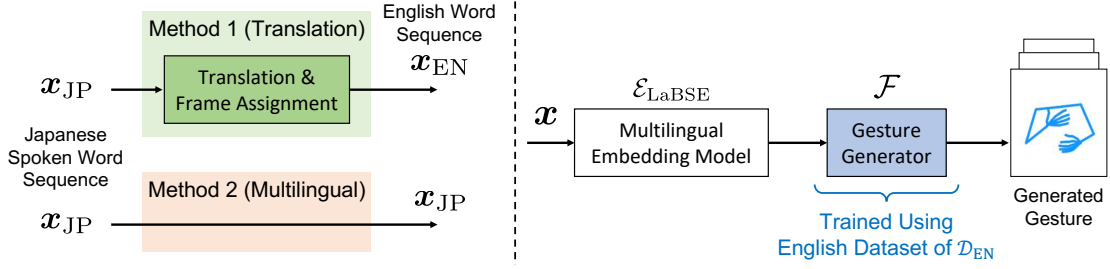 Method 1 (Translation)
English Word
Sequence
x_JP
Translation &
Frame Assignment
x_EN
Japanese
Spoken Word
Sequence
Method 2 (Multilingual)
x_JP
x_JP
x
ℰ_LaBSE
Multilingual
Embedding Model
ℱ
Gesture
Generator
Generated
Gesture
Trained Using
English Dataset of 𝒟_EN